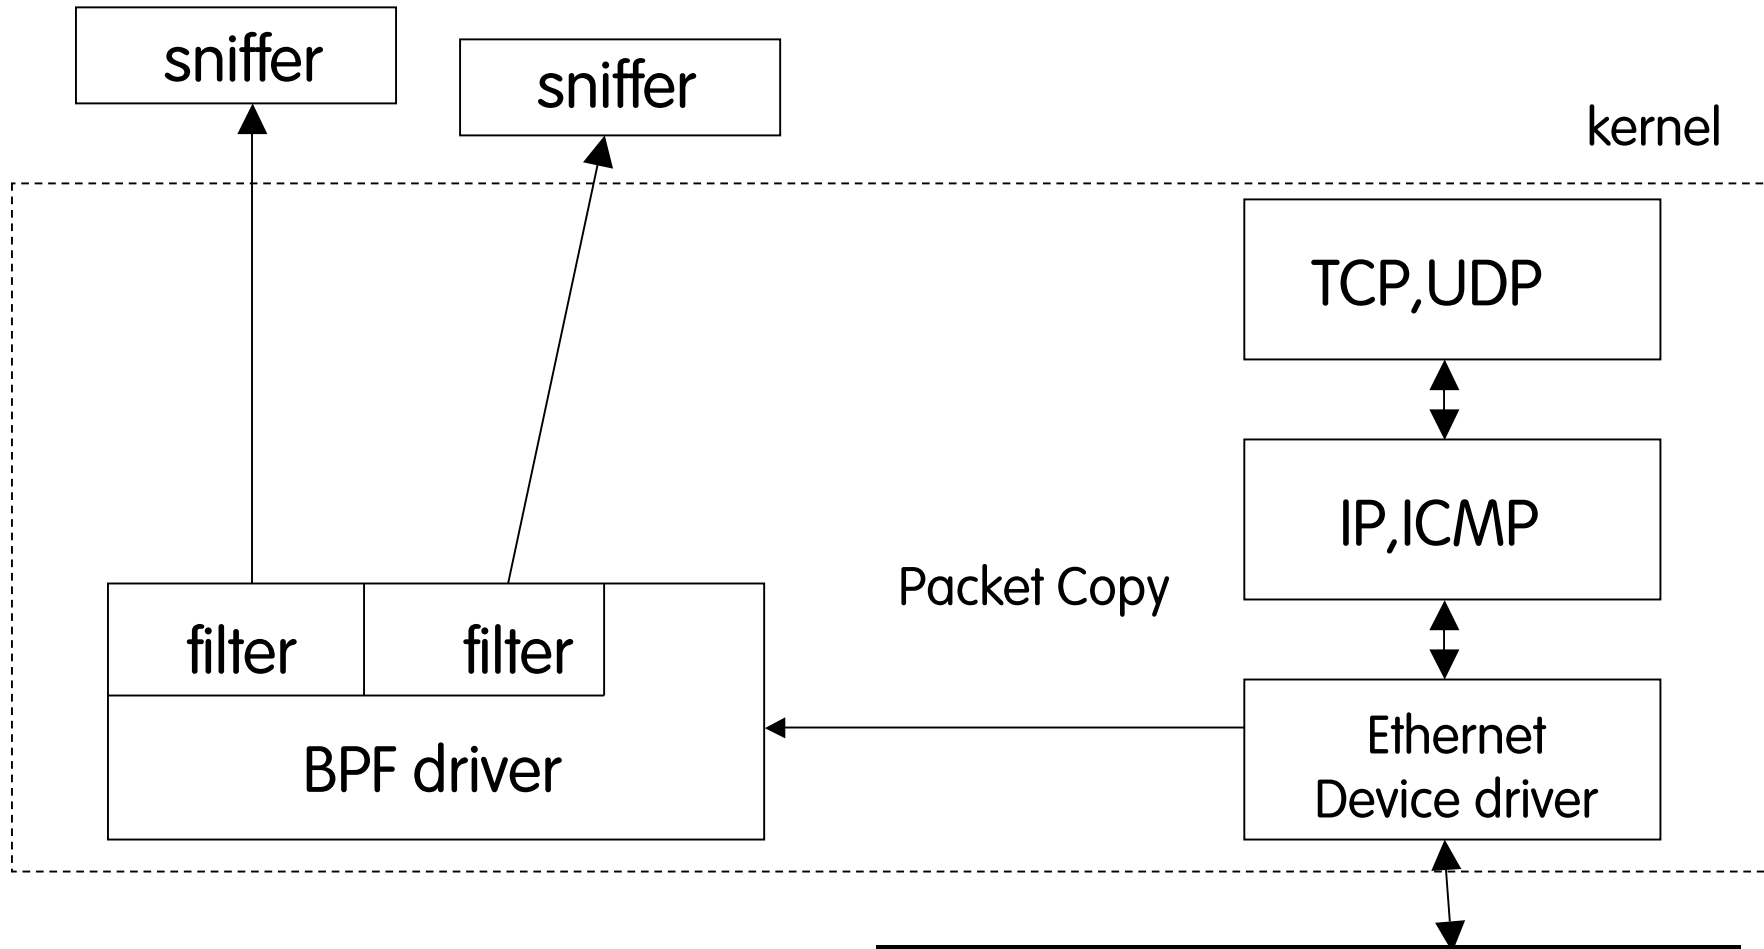 sniffer
sniffer
kernel
TCP,UDP
IP,ICMP
Packet Copy
filter
filter
BPF driver
Ethernet
Device driver